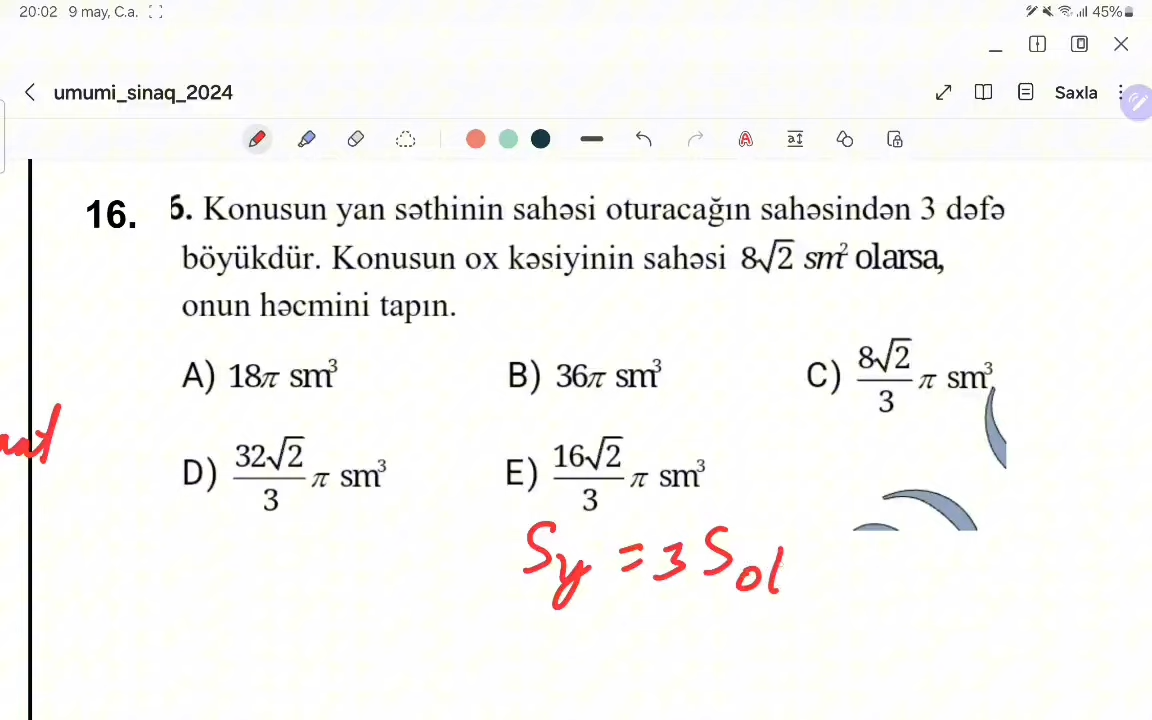 20:02 9 may, C.a. 45%
umumi_sinaq_2024 Saxla
16. 6. Konusun yan səthinin sahəsi oturacağın sahəsindən 3 dəfə
böyükdür. Konusun ox kəsiyinin sahəsi 8√2 sm² olarsa,
onun həcmini tapın.
A) 18π sm³ B) 36π sm³ C) 8√2/3 π sm³
D) 32√2/3 π sm³ E) 16√2/3 π sm³
Sy = 3 Sol